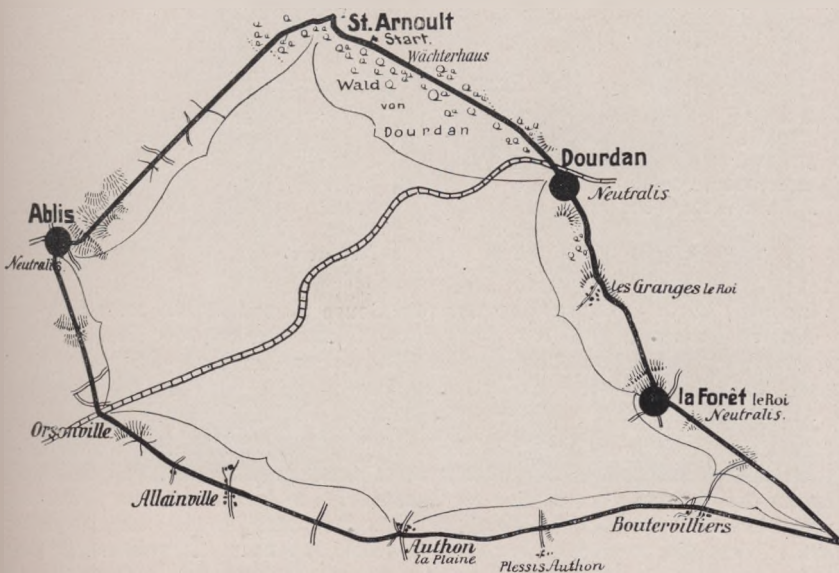 St. Arnoult
Start.
Wächterhaus
Wald
von
Dourdan
Dourdan
Neutralis
Ablis
Neutralis.
les Granges le Roi
la Forêt le Roi
Neutralis.
Orsonville
Allainville
Boutervilliers
Authon
la Plaine
Plessis Authon